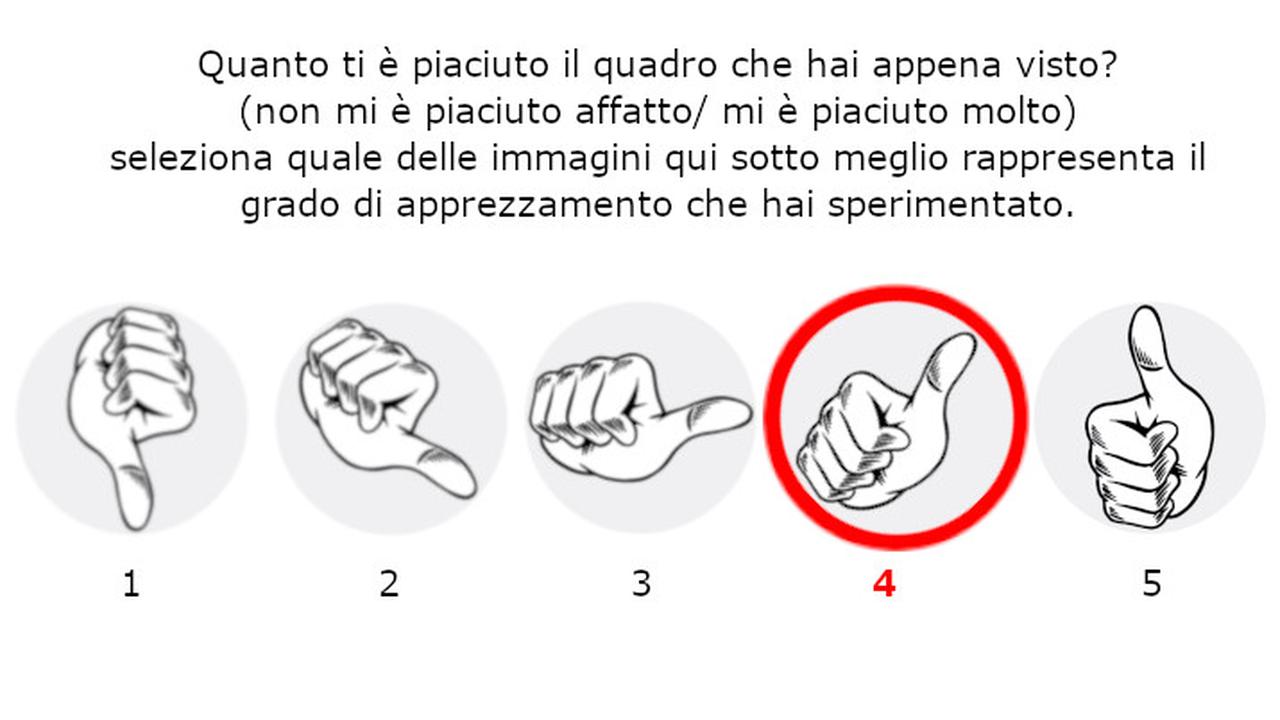 Quanto ti è piaciuto il quadro che hai appena visto?
(non mi è piaciuto affatto/ mi è piaciuto molto)
seleziona quale delle immagini qui sotto meglio rappresenta il
grado di apprezzamento che hai sperimentato.
1 2 3 4 5